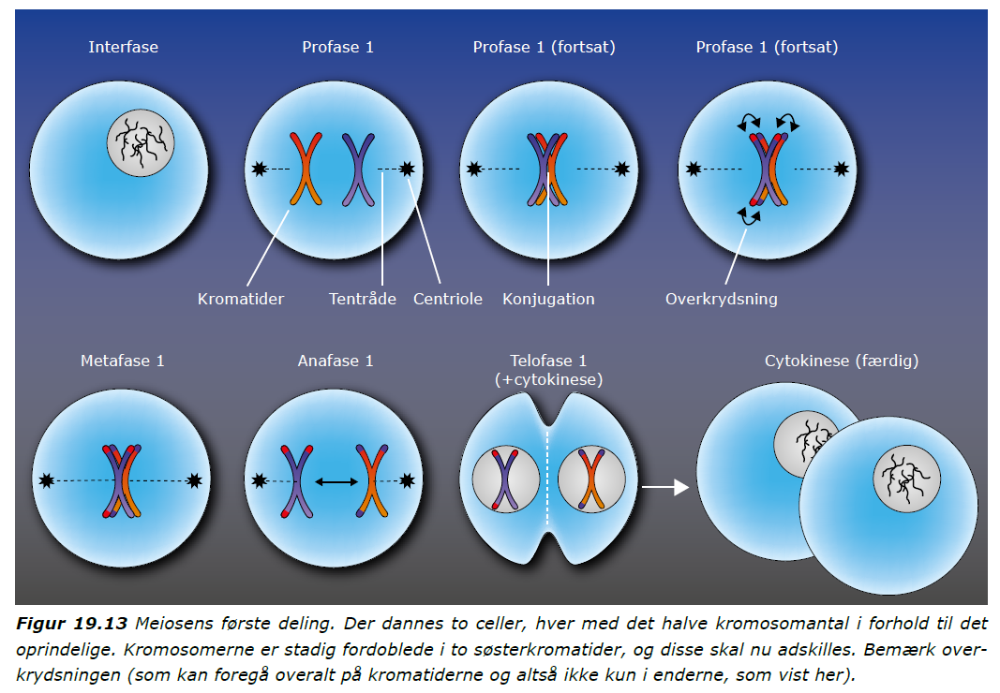 Interfase
Profase 1
Profase 1 (fortsat)
Profase 1 (fortsat)
Kromatider
Tentråde
Centriole
Konjugation
Overkrydsning
Metafase 1
Anafase 1
Telofase 1
(+cytokinese)
Cytokinese (færdig)
Figur 19.13 Meiosens første deling. Der dannes to celler, hver med det halve kromosomantal i forhold til det
oprindelige. Kromosomerne er stadig fordoblede i to søsterkromatider, og disse skal nu adskilles. Bemærk over-
krydsningen (som kan foregå overalt på kromatiderne og altså ikke kun i enderne, som vist her).